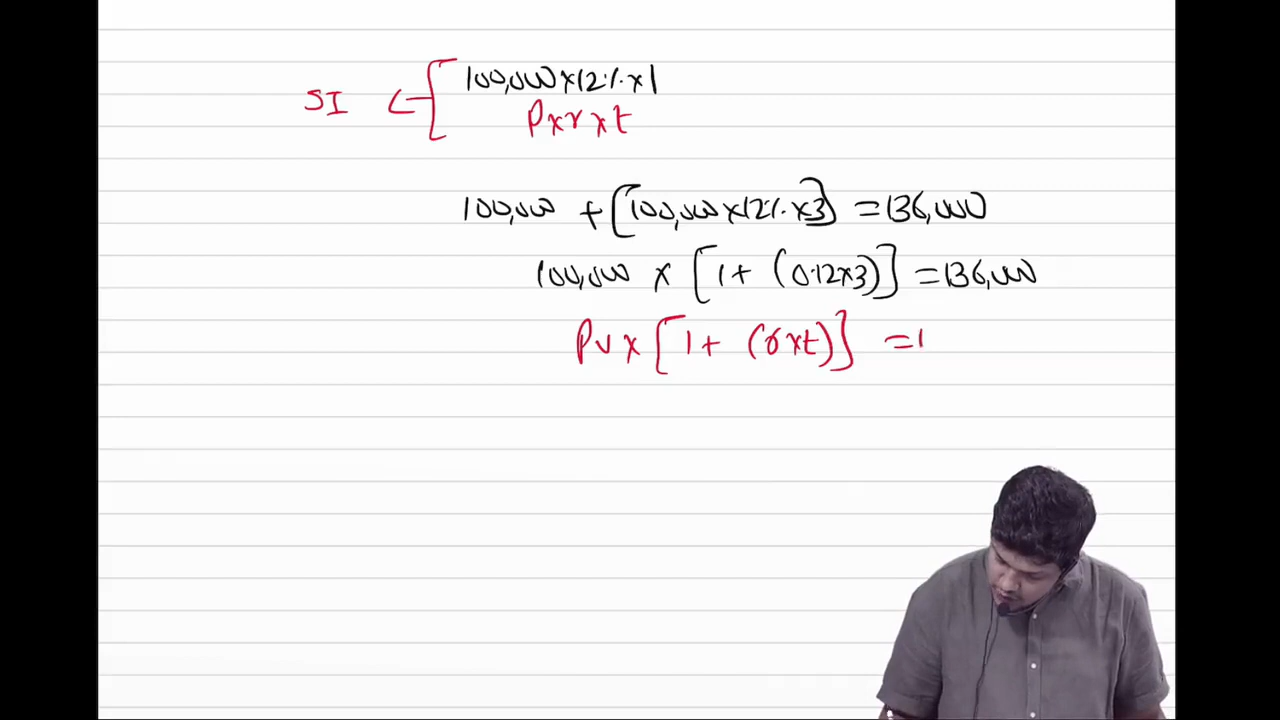 SI ← [ 100,000 x 12% x 1
P x r x t
100,000 + [100,000 x 12% x 3] = 136,000
100,000 x [1 + (0.12 x 3)] = 136,000
PV x [1 + (r x t)] = 1